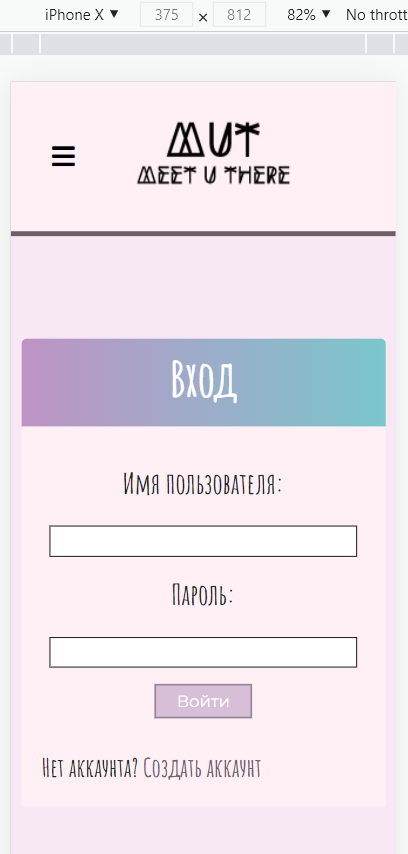 iPhone X ▼ 375 × 812 82% ▼ No thrott
MUT
MEET U THERE
Вход
Имя пользователя:
Пароль:
Войти
Нет аккаунта? Создать аккаунт